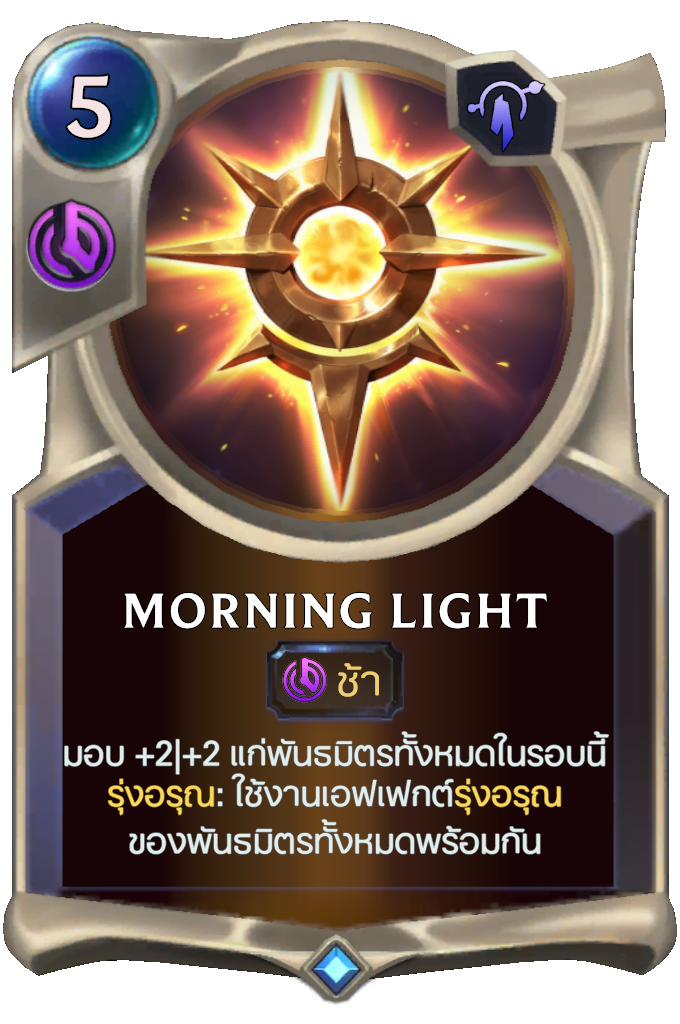 5
MORNING LIGHT
ช้า
มอบ +2|+2 แก่พันธมิตรทั้งหมดในรอบนี้
รุ่งอรุณ: ใช้งานเอฟเฟกต์รุ่งอรุณ
ของพันธมิตรทั้งหมดพร้อมกัน